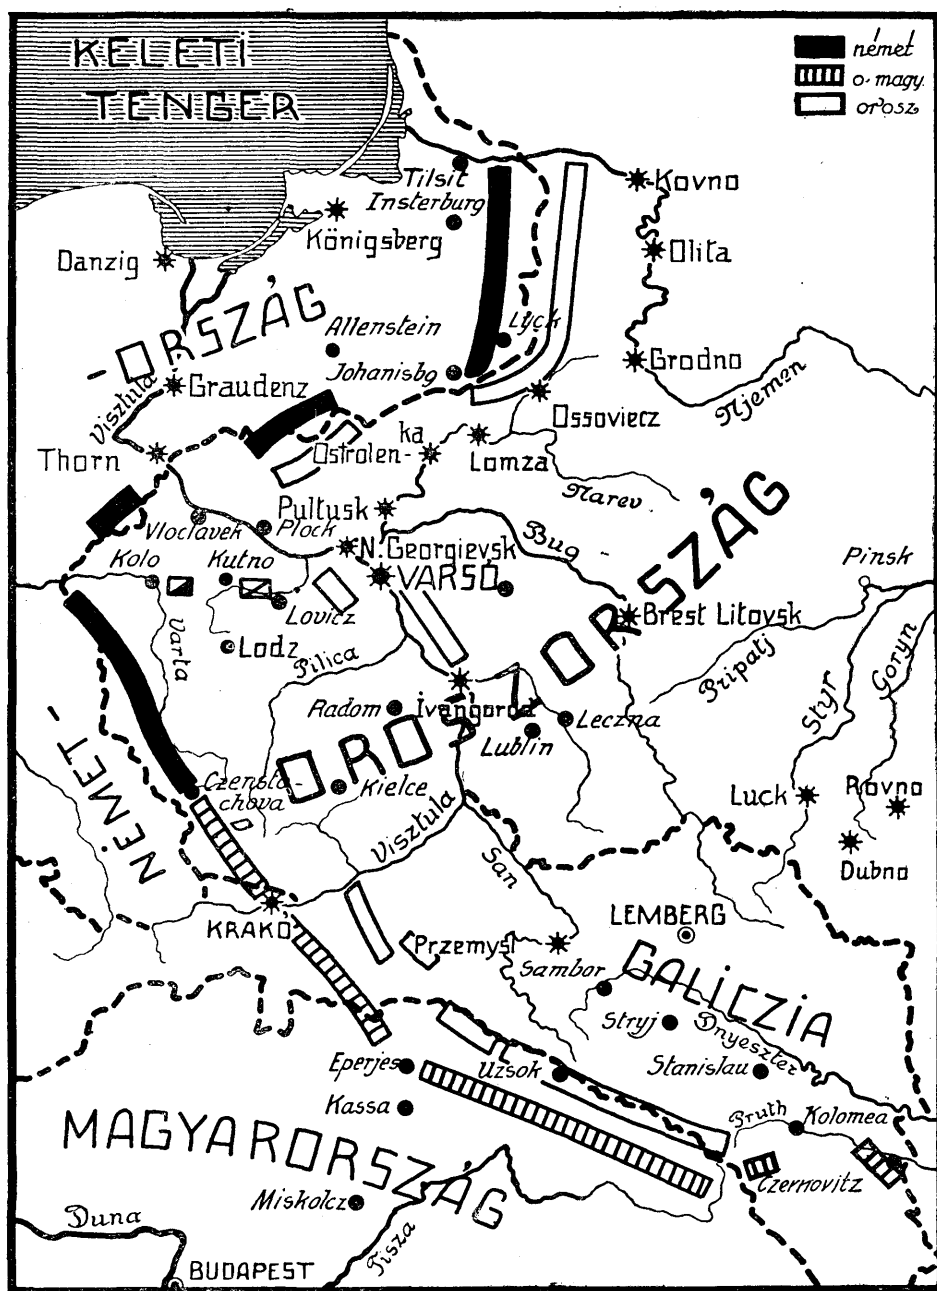 KELETI
TENGER
német
o-magy.
orosz
Tilsit
Insterburg
Kovno
Königsberg
Olita
Danzig
-ORSZÁG
Allenstein
Lyck
Johanisbg
Grodno
Visztula
Graudenz
Ossoviecz
Njemen
Thorn
Ostrolen-
ka
Lomza
Narev
Pultusk
Vloclavek
Plock
N. Georgievsk
Bug
Kolo
Kutno
VARSÓ
Pinsk
Lovicz
Brest Litovsk
Varta
Lodz
Pilica
Pripatj
Styr
Goryn
OROSZORSZÁG
Radom
Ivangorod
Leczna
Lublin
NÉMET-
Czensto-
chova
Kielce
Luck
Rovno
Visztula
San
Dubno
KRAKÓ
LEMBERG
Przemysl
Sambor
GALICZIA
Stryj
Dnyeszter
Eperjes
Uzsok
Stanislau
Kassa
Pruth
Kolomea
MAGYARORSZÁG
Czernovitz
Miskolcz
Duna
Tisza
BUDAPEST